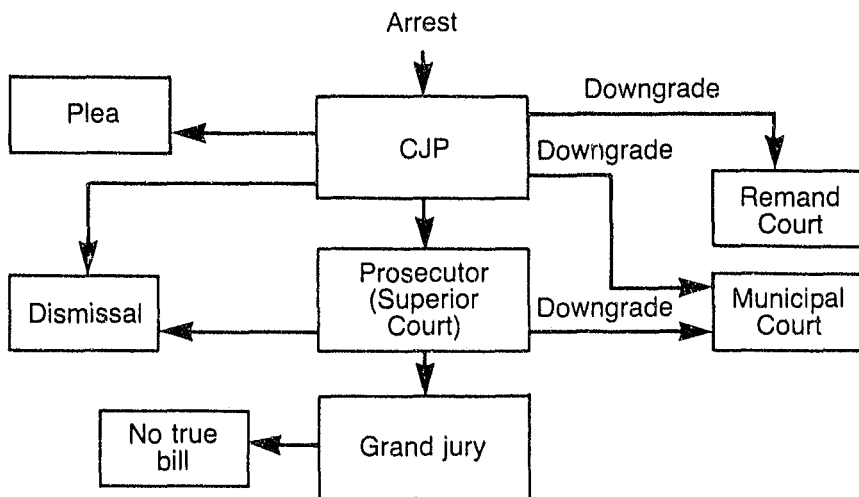 Arrest
Downgrade
Plea
CJP
Downgrade
Remand
Court
Prosecutor
(Superior
Court)
Dismissal
Downgrade
Municipal
Court
No true
bill
Grand jury